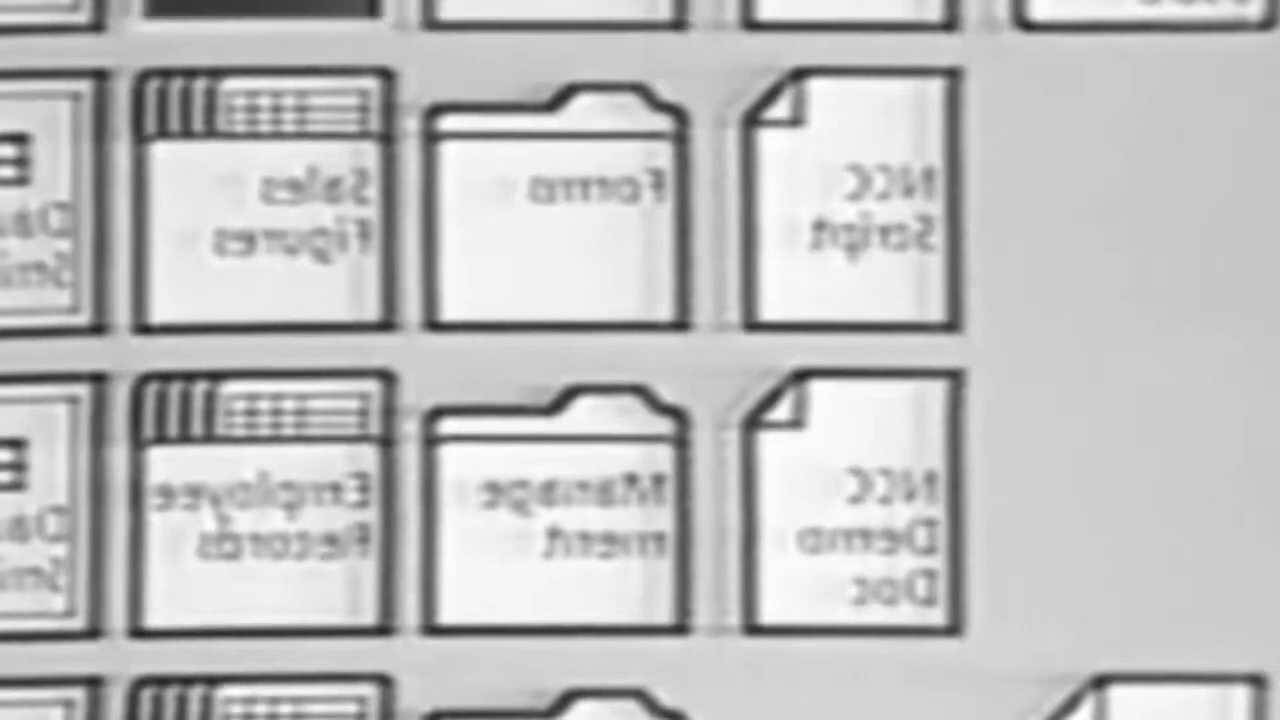 Sales
Figures
Forms
NCC
Script
Employee
Records
Manage
ment
NCC
Demo
Doc